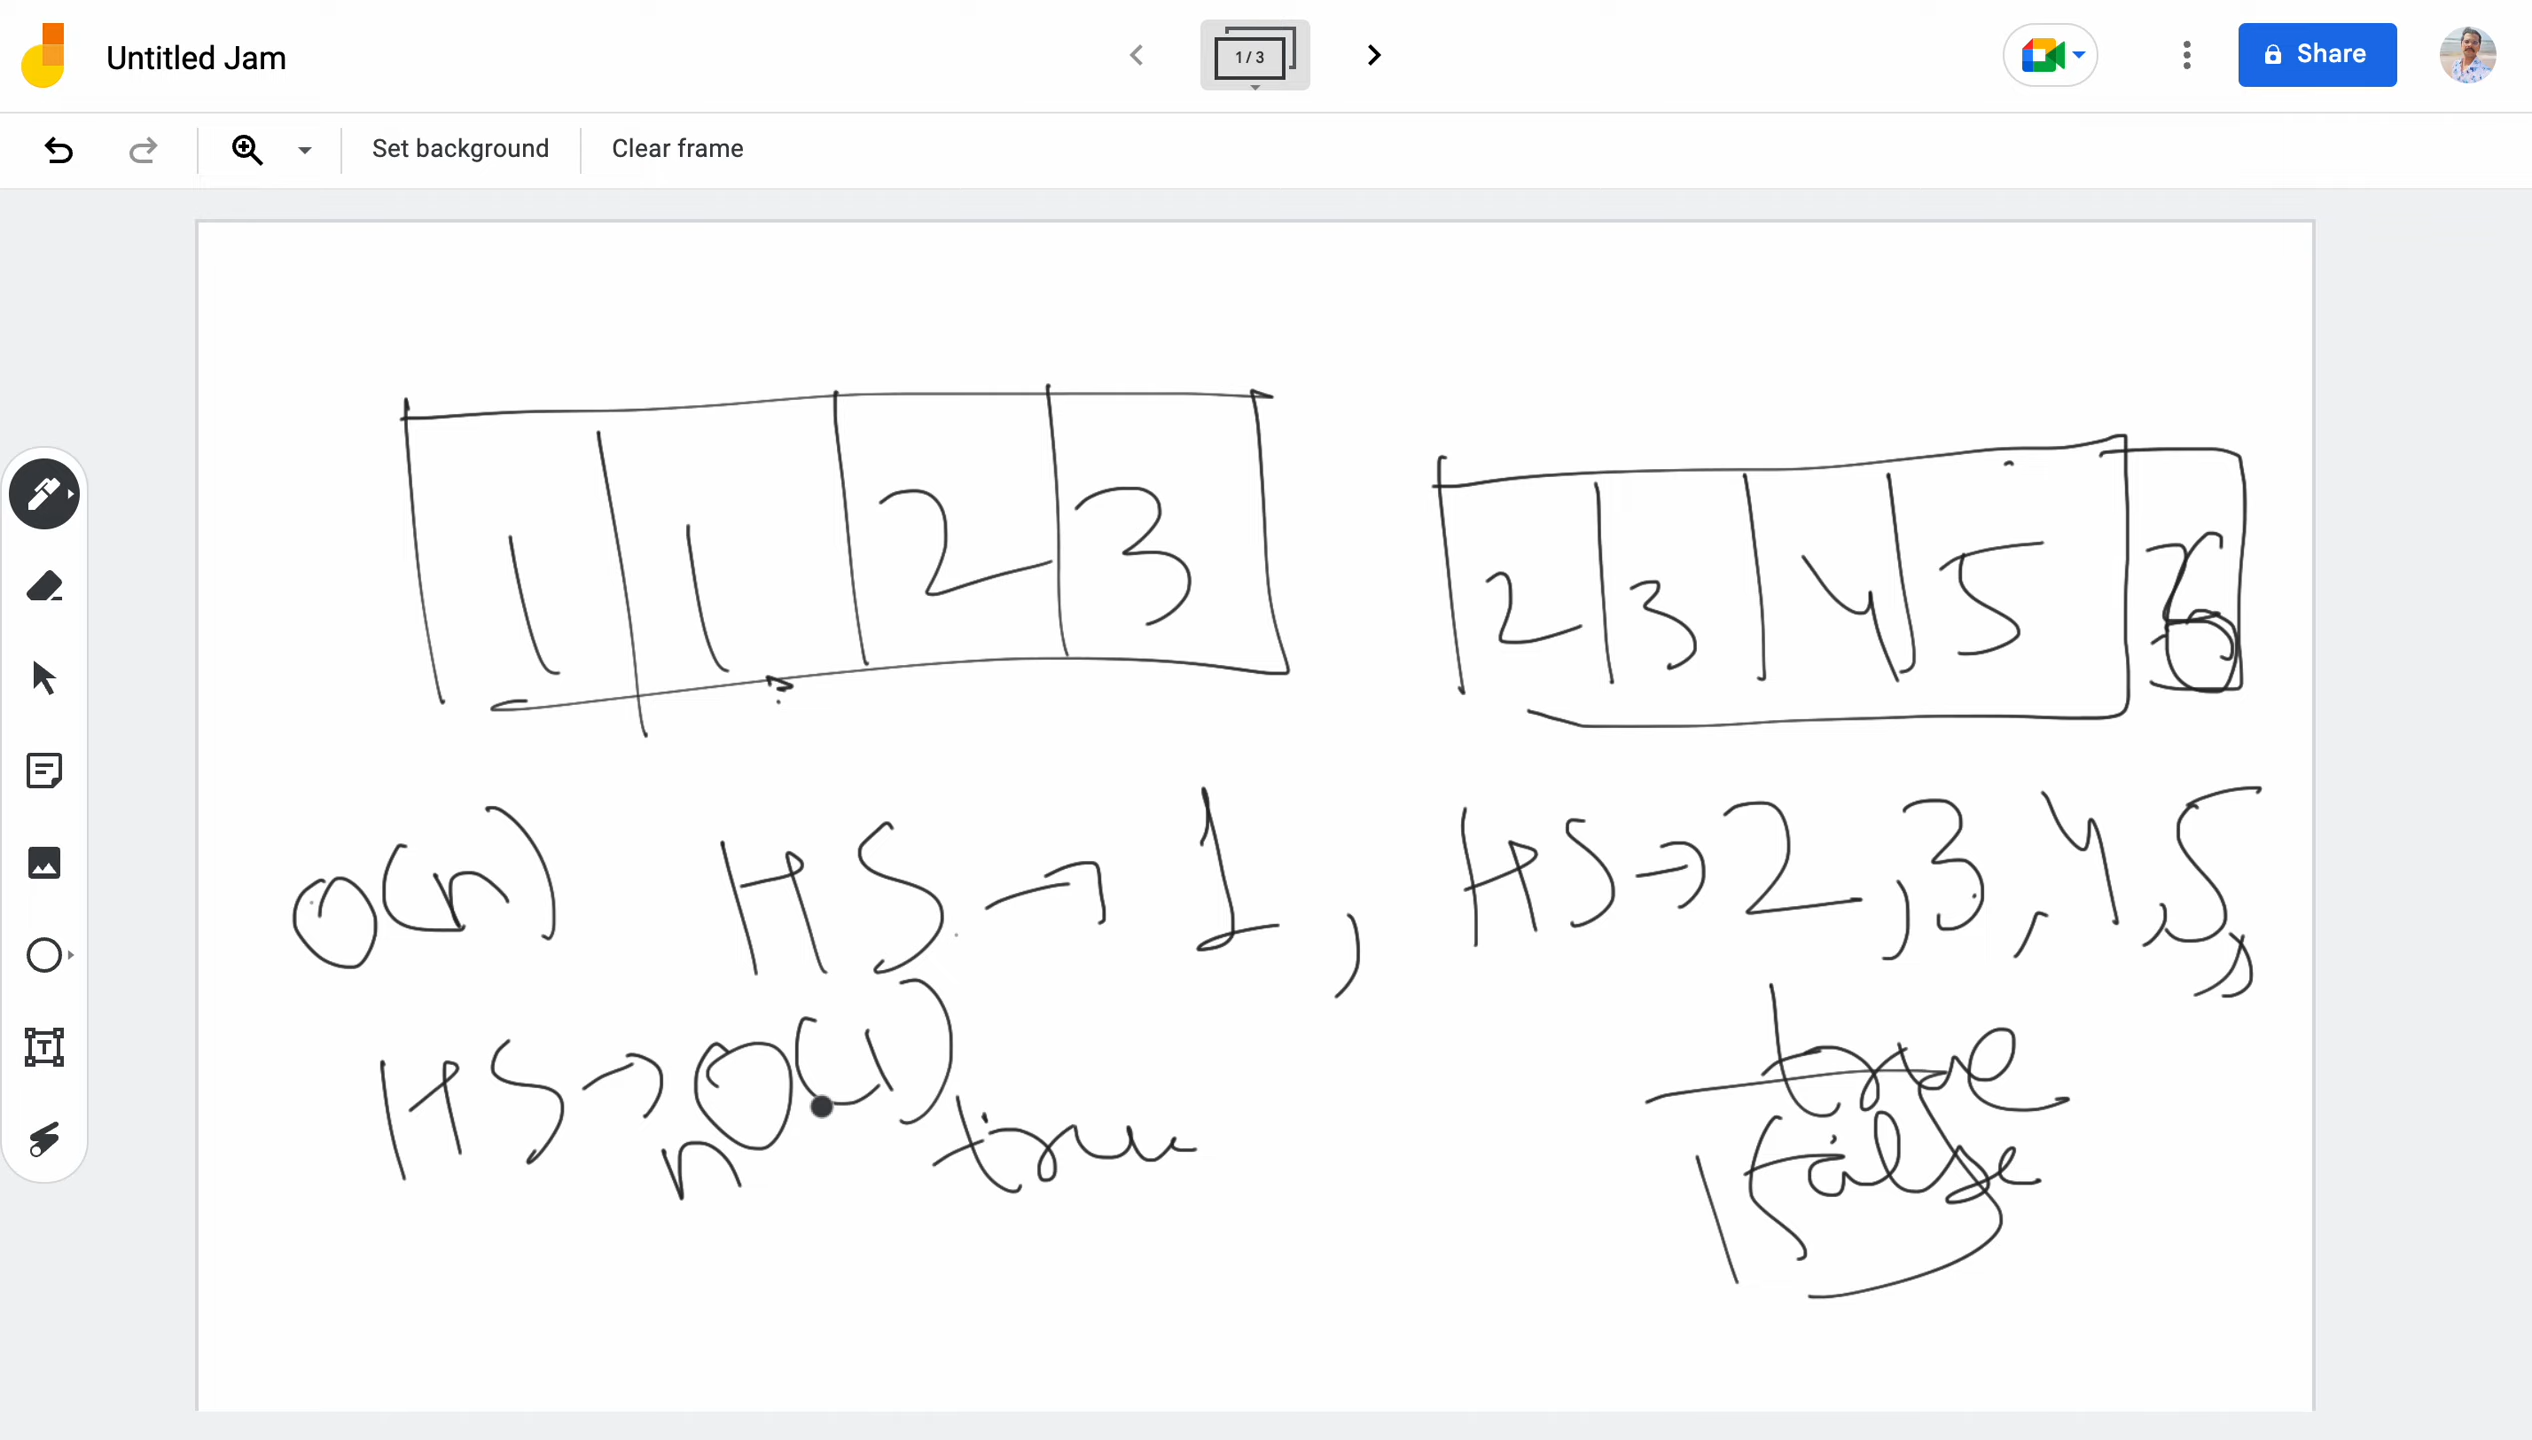 Untitled Jam
1 / 3
Share
Set background
Clear frame
1 1 2 3
2 3 4 5 6
O(n) HS → 1, HS → 2, 3, 4, 5,
HS → O(1)
n true
true
false